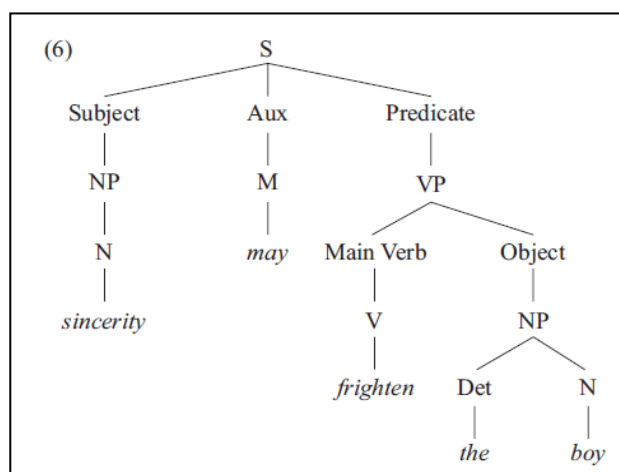 (6) S
Subject Aux Predicate
NP M VP
N may Main Verb Object
sincerity V NP
frighten Det N
the boy